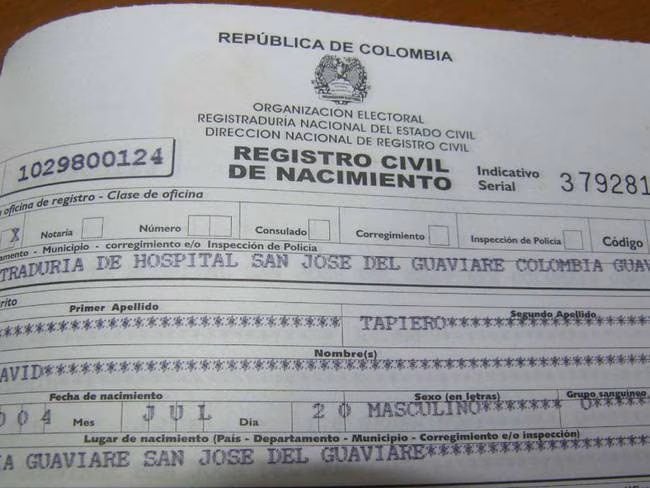 REPÚBLICA DE COLOMBIA
ORGANIZACION ELECTORAL
REGISTRADURÍA NACIONAL DEL ESTADO CIVIL
DIRECCION NACIONAL DE REGISTRO CIVIL
REGISTRO CIVIL
DE NACIMIENTO
1029800124
Indicativo Serial 379281
oficina de registro - Clase de oficina
X Notaría Número Consulado Corregimiento Inspección de Policía Código
amento - Municipio - corregimiento e/o Inspección de Policía
TRADURIA DE HOSPITAL SAN JOSE DEL GUAVIARE COLOMBIA GUAV
rito
Primer Apellido Segundo Apellido
********************************* TAPIERO**********************
Nombre(s)
AVID************************************************************
Fecha de nacimiento Sexo (en letras) Grupo sanguíneo
004 Mes JUL Día 20 MASCULINO******* O*****
Lugar de nacimiento (País - Departamento - Municipio - Corregimiento e/o inspección)
IA GUAVIARE SAN JOSE DEL GUAVIARE**********************